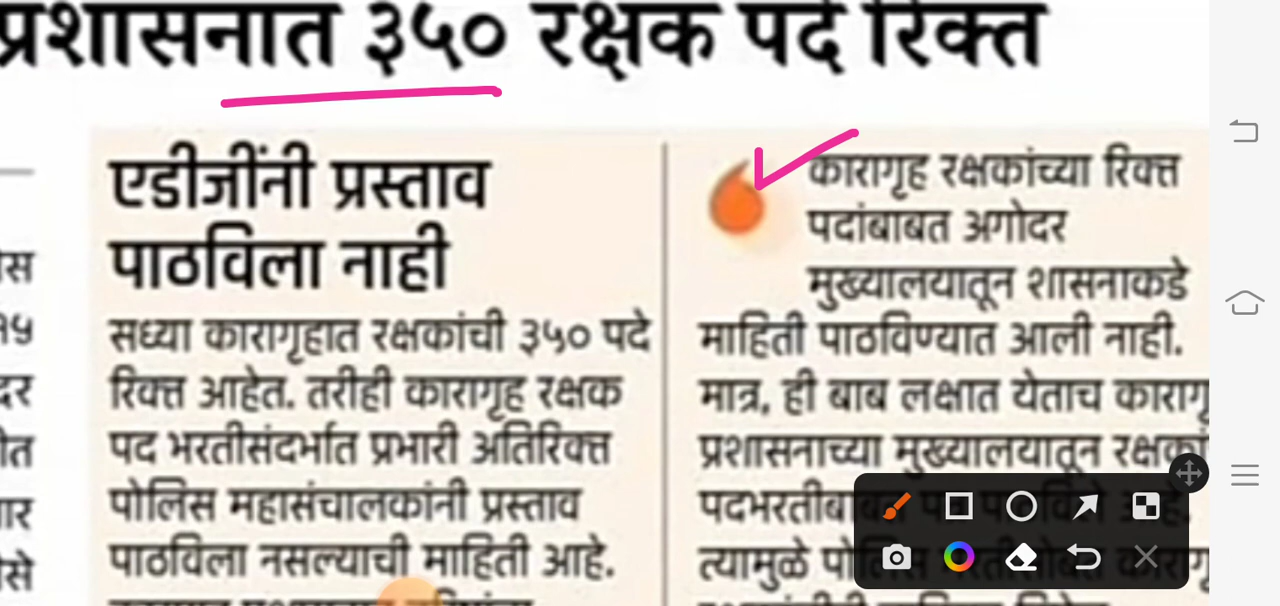 प्रशासनात ३५० रक्षक पदे रिक्त
एडीजींनी प्रस्ताव
पाठविला नाही
सध्या कारागृहात रक्षकांची ३५० पदे
रिक्त आहेत. तरीही कारागृह रक्षक
पद भरतीसंदर्भात प्रभारी अतिरिक्त
पोलिस महासंचालकांनी प्रस्ताव
पाठविला नसल्याची माहिती आहे.
कारागृह रक्षकांच्या रिक्त
पदांबाबत अगोदर
मुख्यालयातून शासनाकडे
माहिती पाठविण्यात आली नाही.
मात्र, ही बाब लक्षात येताच
प्रशासनाच्या मुख्यालयातून
त्यामुळे